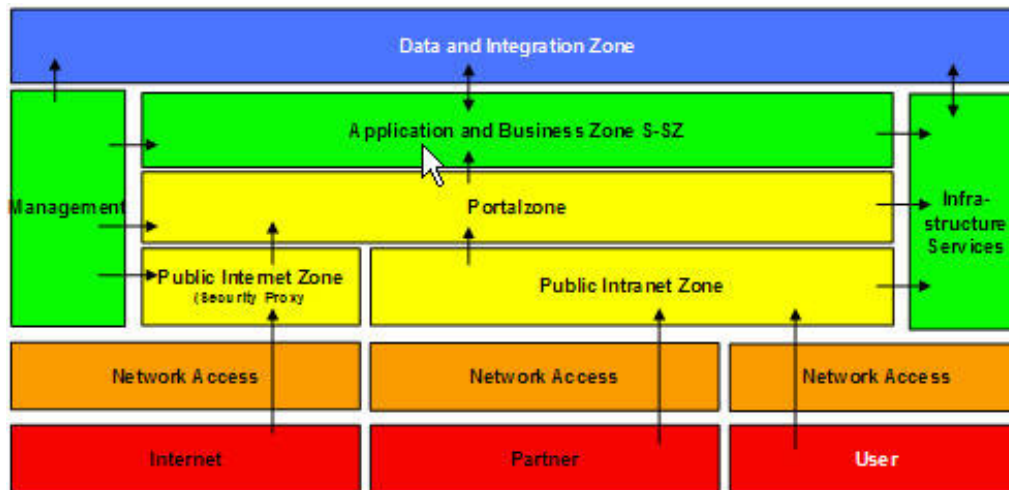 Data and Integration Zone
Application and Business Zone S-SZ
Management
Portalzone
Infra-
structure
Services
Public Internet Zone
(Security Proxy
Public Intranet Zone
Network Access
Network Access
Network Access
Internet
Partner
User